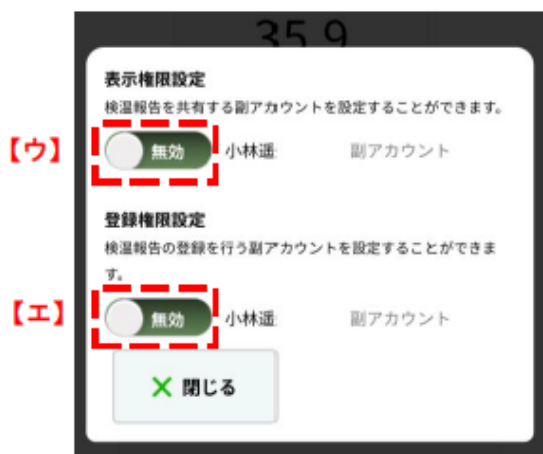 35.9
表示権限設定
検温報告を共有する副アカウントを設定することができます。
【ウ】
無効 小林遥 副アカウント
登録権限設定
検温報告の登録を行う副アカウントを設定することができま
す。
【エ】
無効 小林遥 副アカウント
× 閉じる